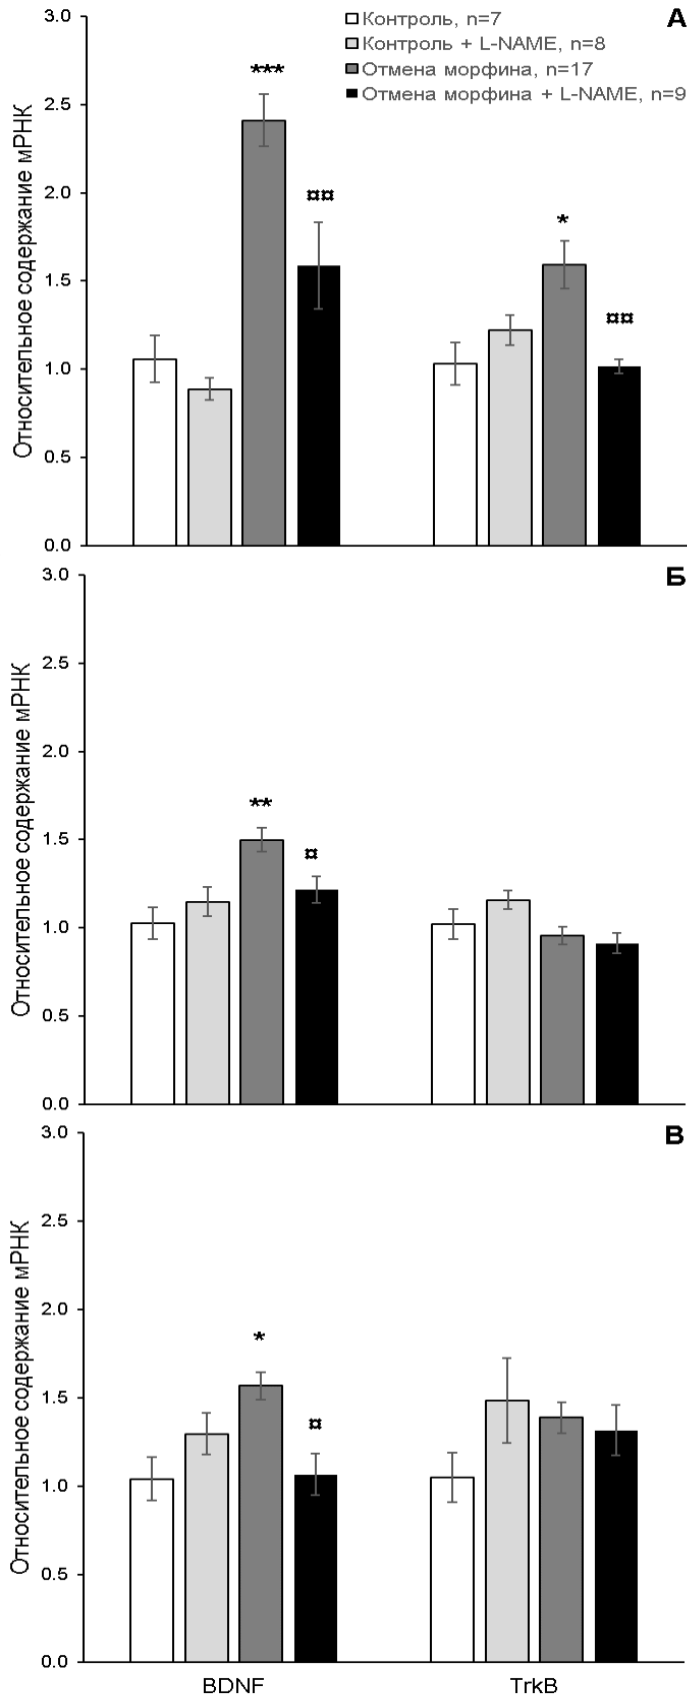 А
Контроль, n=7
Контроль + L-NAME, n=8
Отмена морфина, n=17
Отмена морфина + L-NAME, n=9
Относительное содержание мРНК
3.0
2.5
2.0
1.5
1.0
0.5
0.0
***
¤¤
*
¤¤
Б
Относительное содержание мРНК
3.0
2.5
2.0
1.5
1.0
0.5
0.0
**
¤
В
Относительное содержание мРНК
3.0
2.5
2.0
1.5
1.0
0.5
0.0
*
¤
BDNF
TrkB